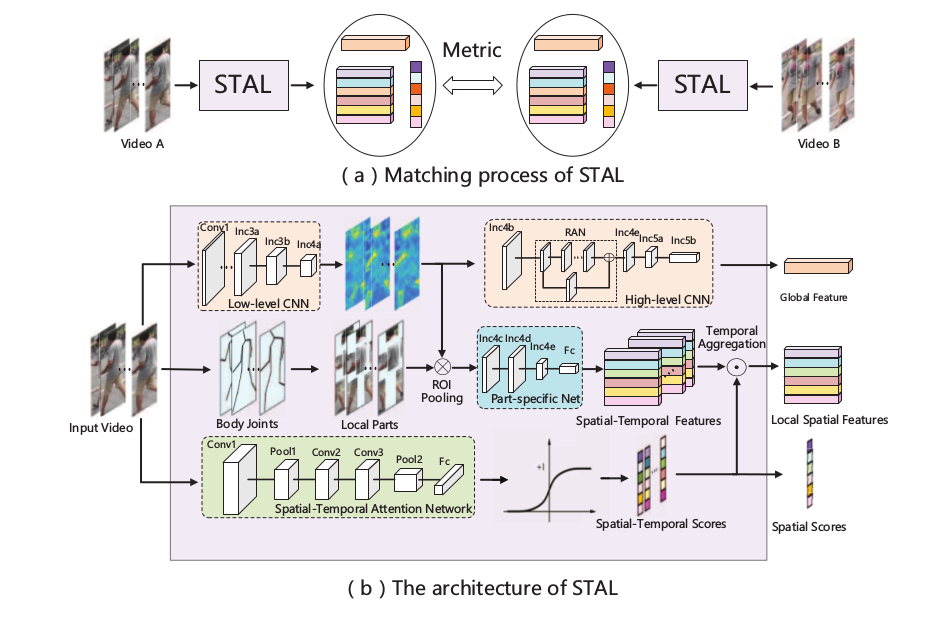 STAL
Metric
STAL
Video A
Video B
( a ) Matching process of STAL
Conv1
Inc3a
Inc3b
Inc4a
Low-level CNN
Inc4b
RAN
Inc4e
Inc5a
Inc5b
High-level CNN
Global Feature
Input Video
Body Joints
Local Parts
ROI
Pooling
Inc4c
Inc4d
Inc4e
Fc
Part-specific Net
Spatial-Temporal Features
Temporal
Aggregation
Local Spatial Features
Conv1
Pool1
Conv2
Conv3
Pool2
Fc
Spatial-Temporal Attention Network
+1
Spatial-Temporal Scores
Spatial Scores
( b ) The architecture of STAL